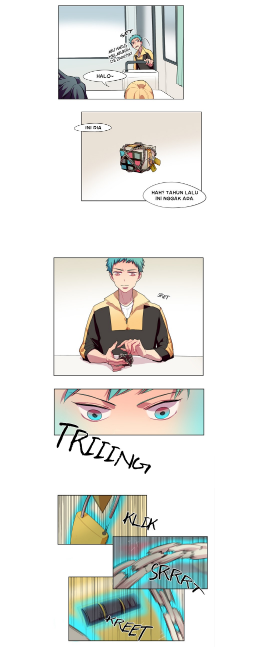 HALO-
INI DIA
HAH? TAHUN LALU
INI NGGAK ADA.
SRET
TRIIING
KLIK
SRRRT
KREET